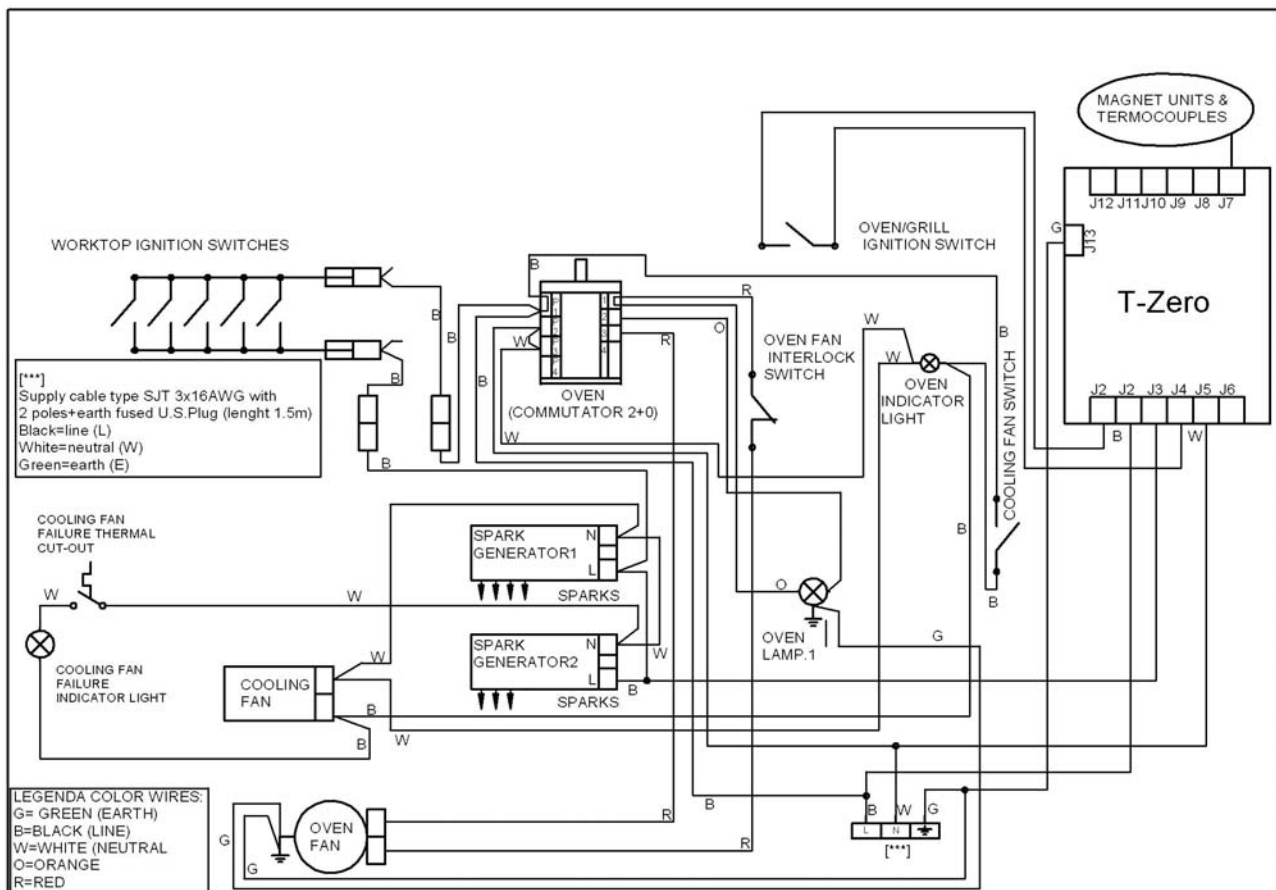 MAGNET UNITS &
TERMOCOUPLES
J12 J11 J10 J9 J8 J7
G
J13
T-Zero
J2 J2 J3 J4 J5 J6
B
W
WORKTOP IGNITION SWITCHES
OVEN/GRILL
IGNITION SWITCH
B
R
B
B
O
W
R
B
W
W
B
B
OVEN
(COMMUTATOR 2+0)
W
P
1
2
3
4
OVEN FAN
INTERLOCK
SWITCH
OVEN
INDICATOR
LIGHT
COOLING FAN SWITCH
B
B
B
[***]
Supply cable type SJT 3x16AWG with
2 poles+earth fused U.S.Plug (lenght 1.5m)
Black=line (L)
White=neutral (W)
Green=earth (E)
B
COOLING FAN
FAILURE THERMAL
CUT-OUT
W
W
SPARK
GENERATOR1
N
L
SPARKS
O
OVEN
LAMP.1
G
SPARK
GENERATOR2
N
L
W
B
SPARKS
COOLING FAN
FAILURE
INDICATOR LIGHT
COOLING
FAN
W
B
W
B
LEGENDA COLOR WIRES:
G= GREEN (EARTH)
B=BLACK (LINE)
W=WHITE (NEUTRAL
O=ORANGE
R=RED
G
G
OVEN
FAN
R
R
B
B W G
L N
[***]